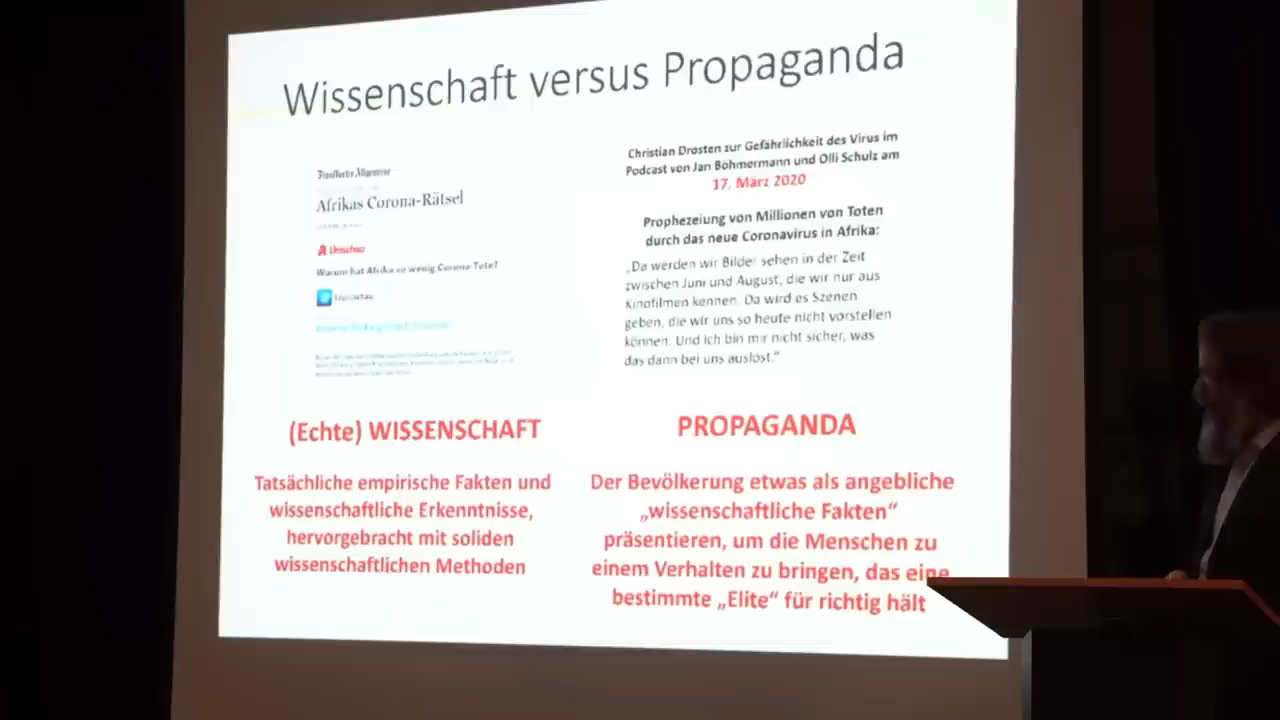 Wissenschaft versus Propaganda
Frankfurter Allgemeine
Afrikas Corona-Rätsel
Umschau
Warum hat Afrika so wenig Corona-Tote?
(Echte) WISSENSCHAFT
Tatsächliche empirische Fakten und
wissenschaftliche Erkenntnisse,
hervorgebracht mit soliden
wissenschaftlichen Methoden
Christian Drosten zur Gefährlichkeit des Virus im
Podcast von Jan Böhmermann und Olli Schulz am
17. März 2020
Prophezeiung von Millionen von Toten
durch das neue Coronavirus in Afrika:
„Da werden wir Bilder sehen in der Zeit
zwischen Juni und August, die wir nur aus
Kinofilmen kennen. Da wird es Szenen
geben, die wir uns so heute nicht vorstellen
können. Und ich bin mir nicht sicher, was
das dann bei uns auslöst.“
PROPAGANDA
Der Bevölkerung etwas als angebliche
„wissenschaftliche Fakten“
präsentieren, um die Menschen zu
einem Verhalten zu bringen, das eine
bestimmte „Elite“ für richtig hält